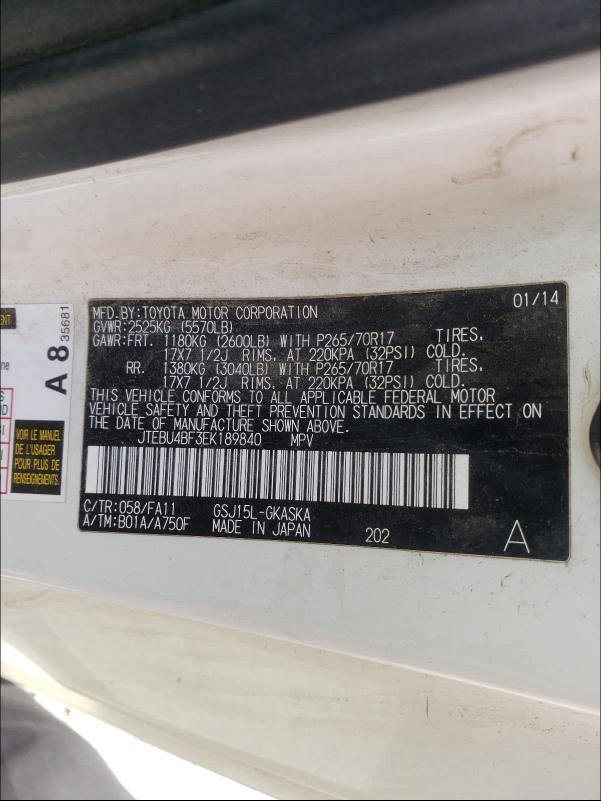 MFD.BY:TOYOTA MOTOR CORPORATION 01/14
GVWR:2525KG (5570LB)
GAWR:FRT. 1180KG (2600LB) WITH P265/70R17 TIRES,
17X7 1/2J RIMS, AT 220KPA (32PSI) COLD.
RR. 1380KG (3040LB) WITH P265/70R17 TIRES,
17X7 1/2J RIMS, AT 220KPA (32PSI) COLD.
THIS VEHICLE CONFORMS TO ALL APPLICABLE FEDERAL MOTOR
VEHICLE SAFETY AND THEFT PREVENTION STANDARDS IN EFFECT ON
THE DATE OF MANUFACTURE SHOWN ABOVE.
JTEBU4BF3EK189840 MPV
C/TR:058/FA11 GSJ15L-GKASKA
A/TM:B01A/A750F MADE IN JAPAN 202 A
A 8 35681
VOIR LE MANUEL
DE L'USAGER
POUR PLUS DE
RENSEIGNEMENTS.